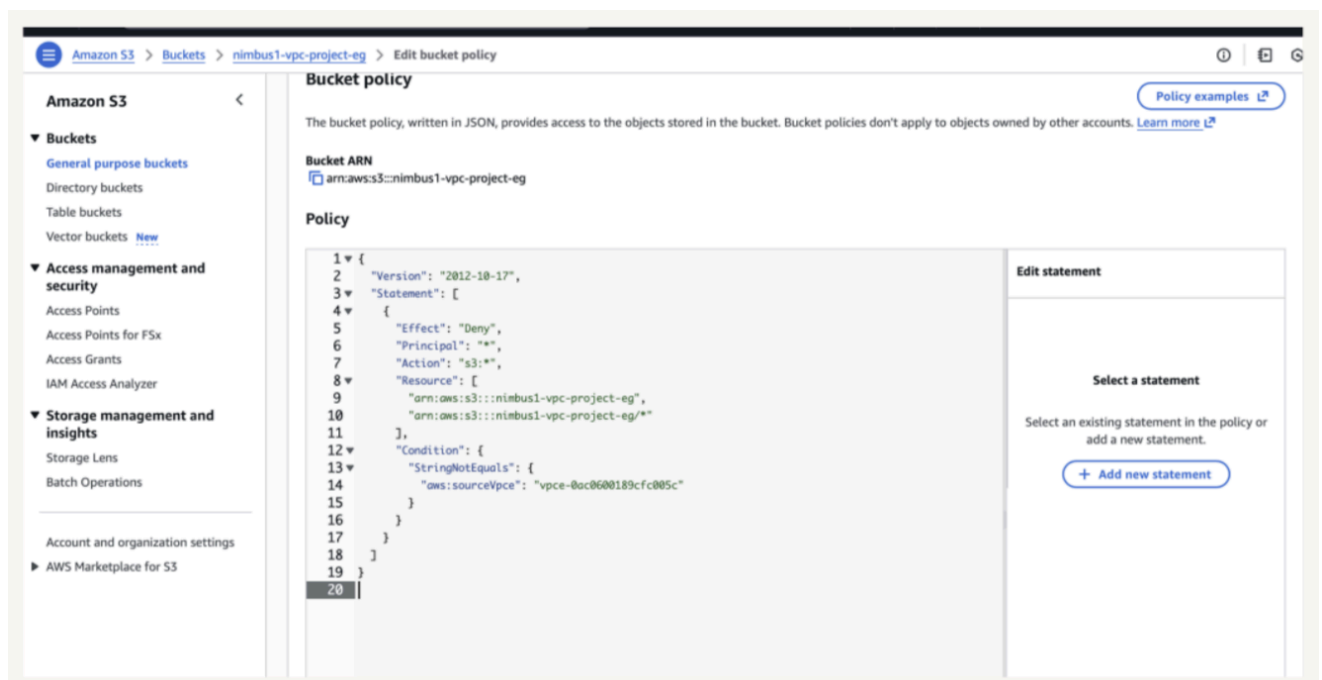 Amazon S3 > Buckets > nimbus1-vpc-project-eg > Edit bucket policy
Amazon S3
Buckets
General purpose buckets
Directory buckets
Table buckets
Vector buckets New
Access management and
security
Access Points
Access Points for FSx
Access Grants
IAM Access Analyzer
Storage management and
insights
Storage Lens
Batch Operations
Account and organization settings
AWS Marketplace for S3
Bucket policy
Policy examples
The bucket policy, written in JSON, provides access to the objects stored in the bucket. Bucket policies don't apply to objects owned by other accounts. Learn more
Bucket ARN
arn:aws:s3:::nimbus1-vpc-project-eg
Policy
1 {
2 "Version": "2012-10-17",
3 "Statement": [
4 {
5 "Effect": "Deny",
6 "Principal": "*",
7 "Action": "s3:*",
8 "Resource": [
9 "arn:aws:s3:::nimbus1-vpc-project-eg",
10 "arn:aws:s3:::nimbus1-vpc-project-eg/*"
11 ],
12 "Condition": {
13 "StringNotEquals": {
14 "aws:sourceVpce": "vpce-0ac0600189cfc005c"
15 }
16 }
17 }
18 ]
19 }
20
Edit statement
Select a statement
Select an existing statement in the policy or
add a new statement.
+ Add new statement